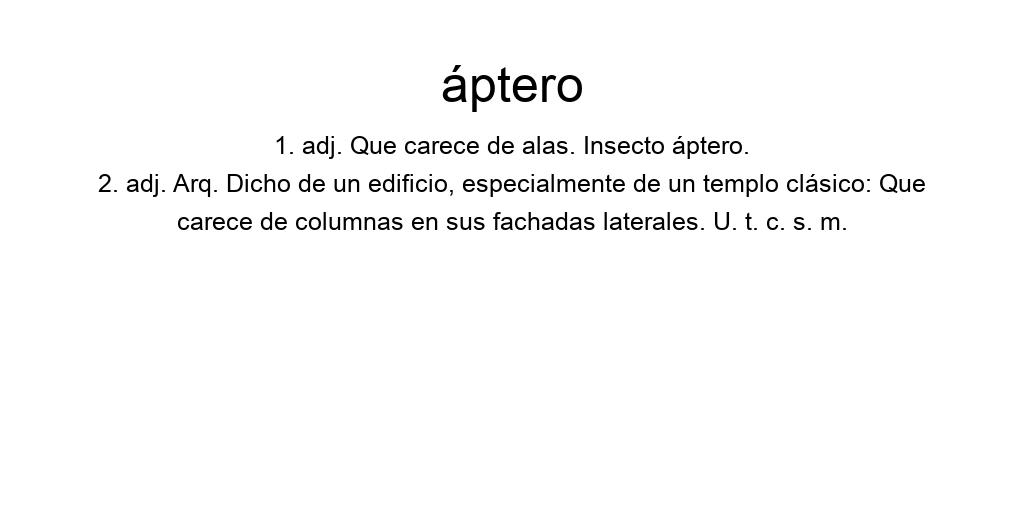 áptero
1. adj. Que carece de alas. Insecto áptero.
2. adj. Arq. Dicho de un edificio, especialmente de un templo clásico: Que
carece de columnas en sus fachadas laterales. U. t. c. s. m.